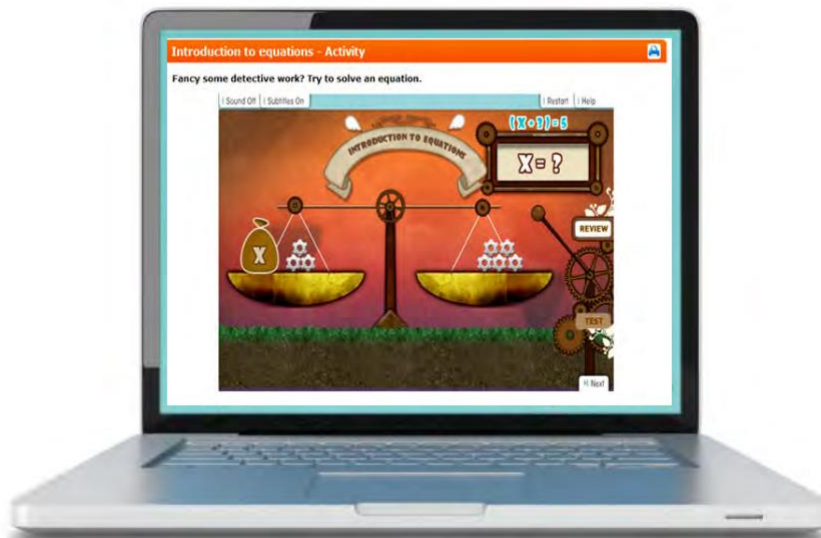 Introduction to equations - Activity
Fancy some detective work? Try to solve an equation.
Sound Off Subtitles On
Restart Help
(X+3)=5
INTRODUCTION TO EQUATIONS
X=?
X
REVIEW
TEST
Next